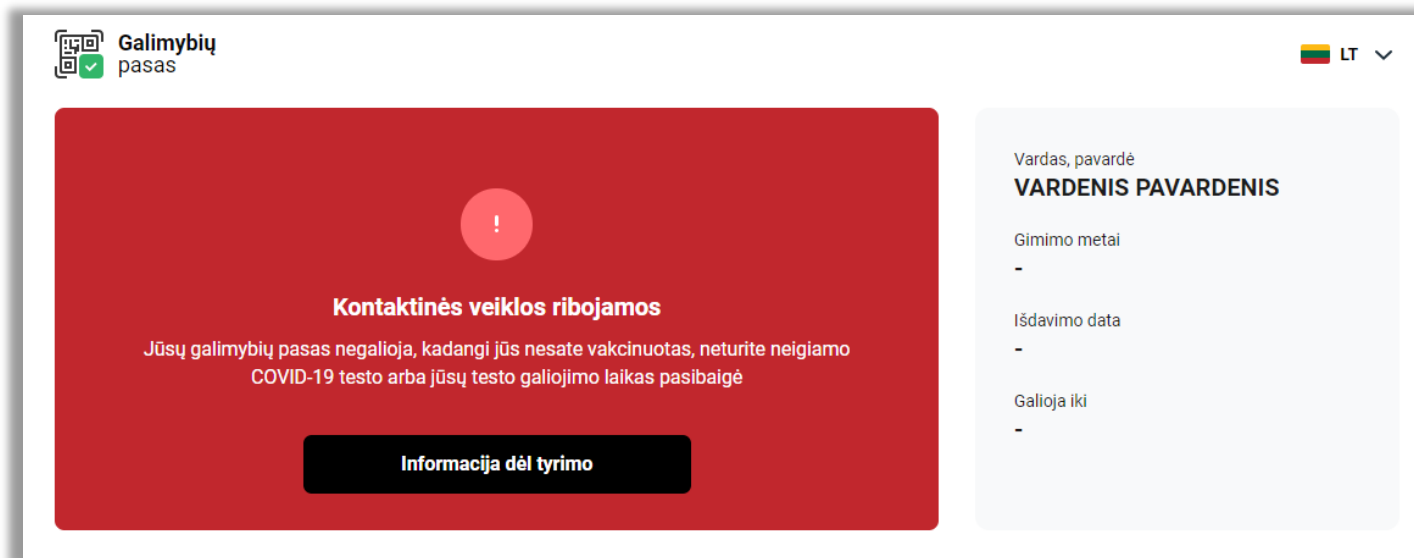 Galimybių
pasas
LT
Kontaktinės veiklos ribojamos
Jūsų galimybių pasas negalioja, kadangi jūs nesate vakcinuotas, neturite neigiamo
COVID-19 testo arba jūsų testo galiojimo laikas pasibaigė
Informacija dėl tyrimo
Vardas, pavardė
VARDENIS PAVARDENIS
Gimimo metai
-
Išdavimo data
-
Galioja iki
-